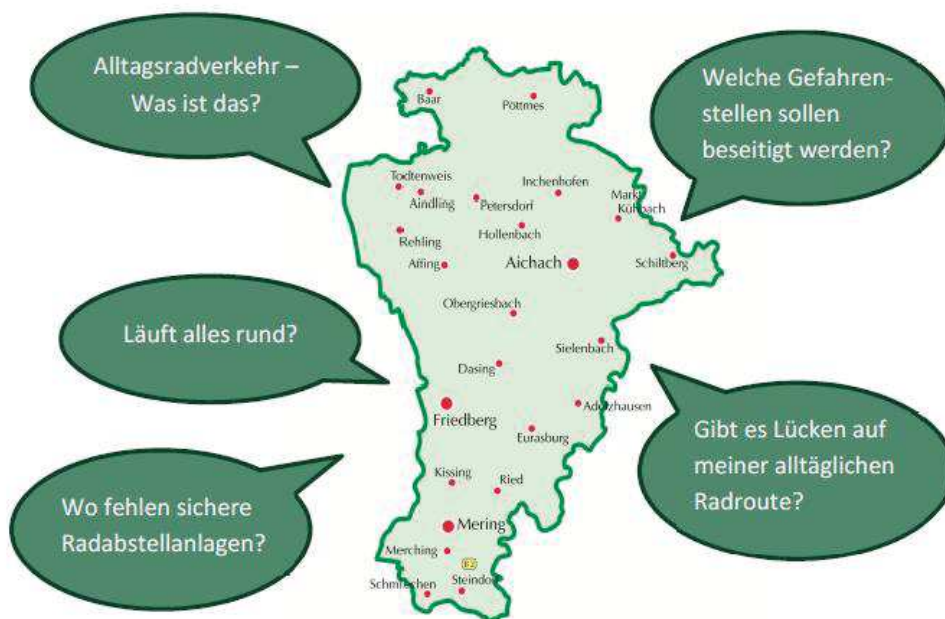 Alltagsradverkehr –
Was ist das?
Welche Gefahren-
stellen sollen
beseitigt werden?
Baar
Pöttmes
Todtenweis
Aindling
Petersdorf
Inchenhofen
Markt
Kühbach
Rehling
Hollenbach
Affing
Aichach
Schiltberg
Obergriesbach
Läuft alles rund?
Sielenbach
Dasing
Adelzhausen
Friedberg
Eurasburg
Gibt es Lücken auf
meiner alltäglichen
Radroute?
Kissing
Ried
Wo fehlen sichere
Radabstellanlagen?
Mering
Merching
B2
Schmiechen
Steindorf